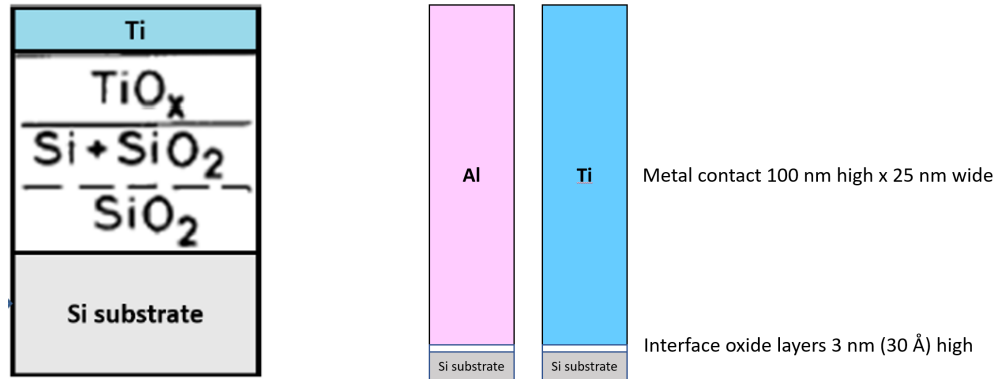 Ti
TiOx
Si + SiO2
SiO2
Si substrate
Al
Ti
Metal contact 100 nm high x 25 nm wide
Interface oxide layers 3 nm (30 Å) high
Si substrate
Si substrate